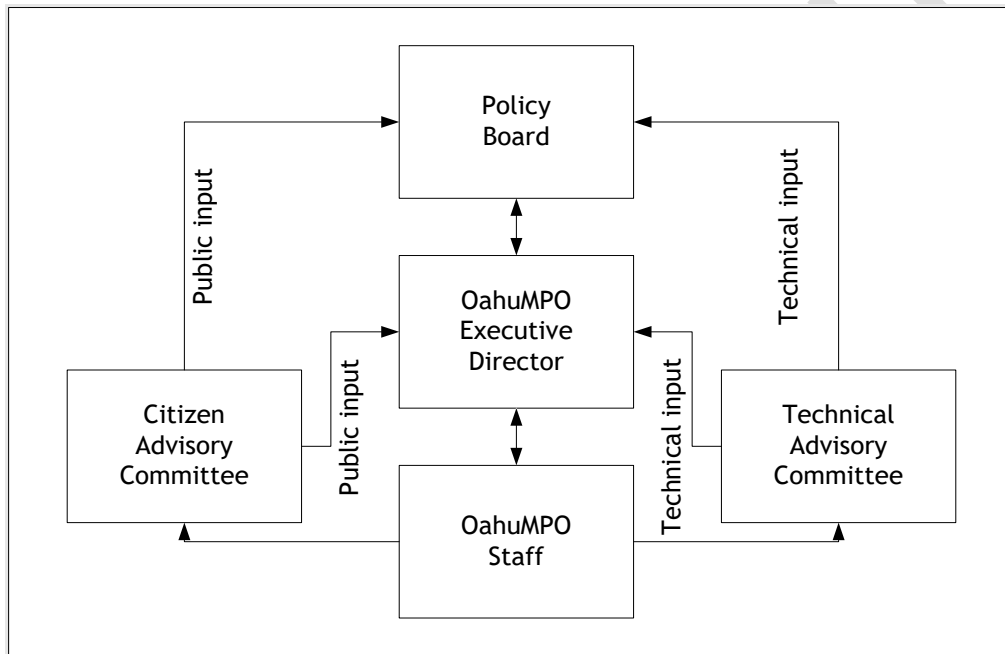 Policy
Board
Public input
Technical input
OahuMPO
Executive
Director
Citizen
Advisory
Committee
Public input
Technical input
Technical
Advisory
Committee
OahuMPO
Staff